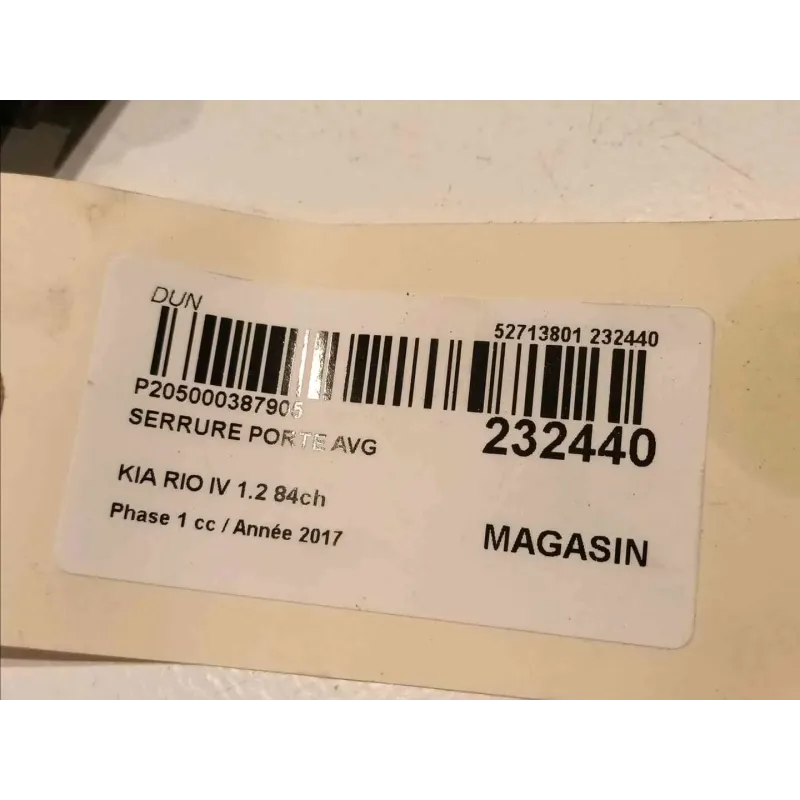 DUN
52713801 232440
P205000387905
232440
SERRURE PORTE AVG
KIA RIO IV 1.2 84ch
Phase 1 cc / Année 2017
MAGASIN